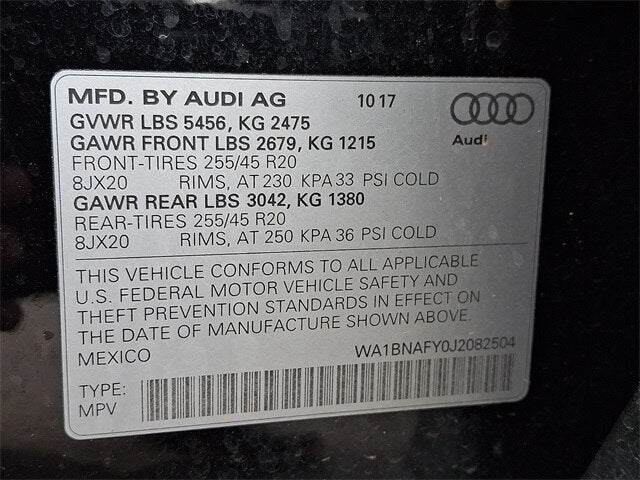 MFD. BY AUDI AG 10 17
GVWR LBS 5456, KG 2475
Audi
GAWR FRONT LBS 2679, KG 1215
FRONT-TIRES 255/45 R20
8JX20 RIMS, AT 230 KPA 33 PSI COLD
GAWR REAR LBS 3042, KG 1380
REAR-TIRES 255/45 R20
8JX20 RIMS, AT 250 KPA 36 PSI COLD
THIS VEHICLE CONFORMS TO ALL APPLICABLE
U.S. FEDERAL MOTOR VEHICLE SAFETY AND
THEFT PREVENTION STANDARDS IN EFFECT ON
THE DATE OF MANUFACTURE SHOWN ABOVE.
MEXICO WA1BNAFY0J2082504
TYPE:
MPV